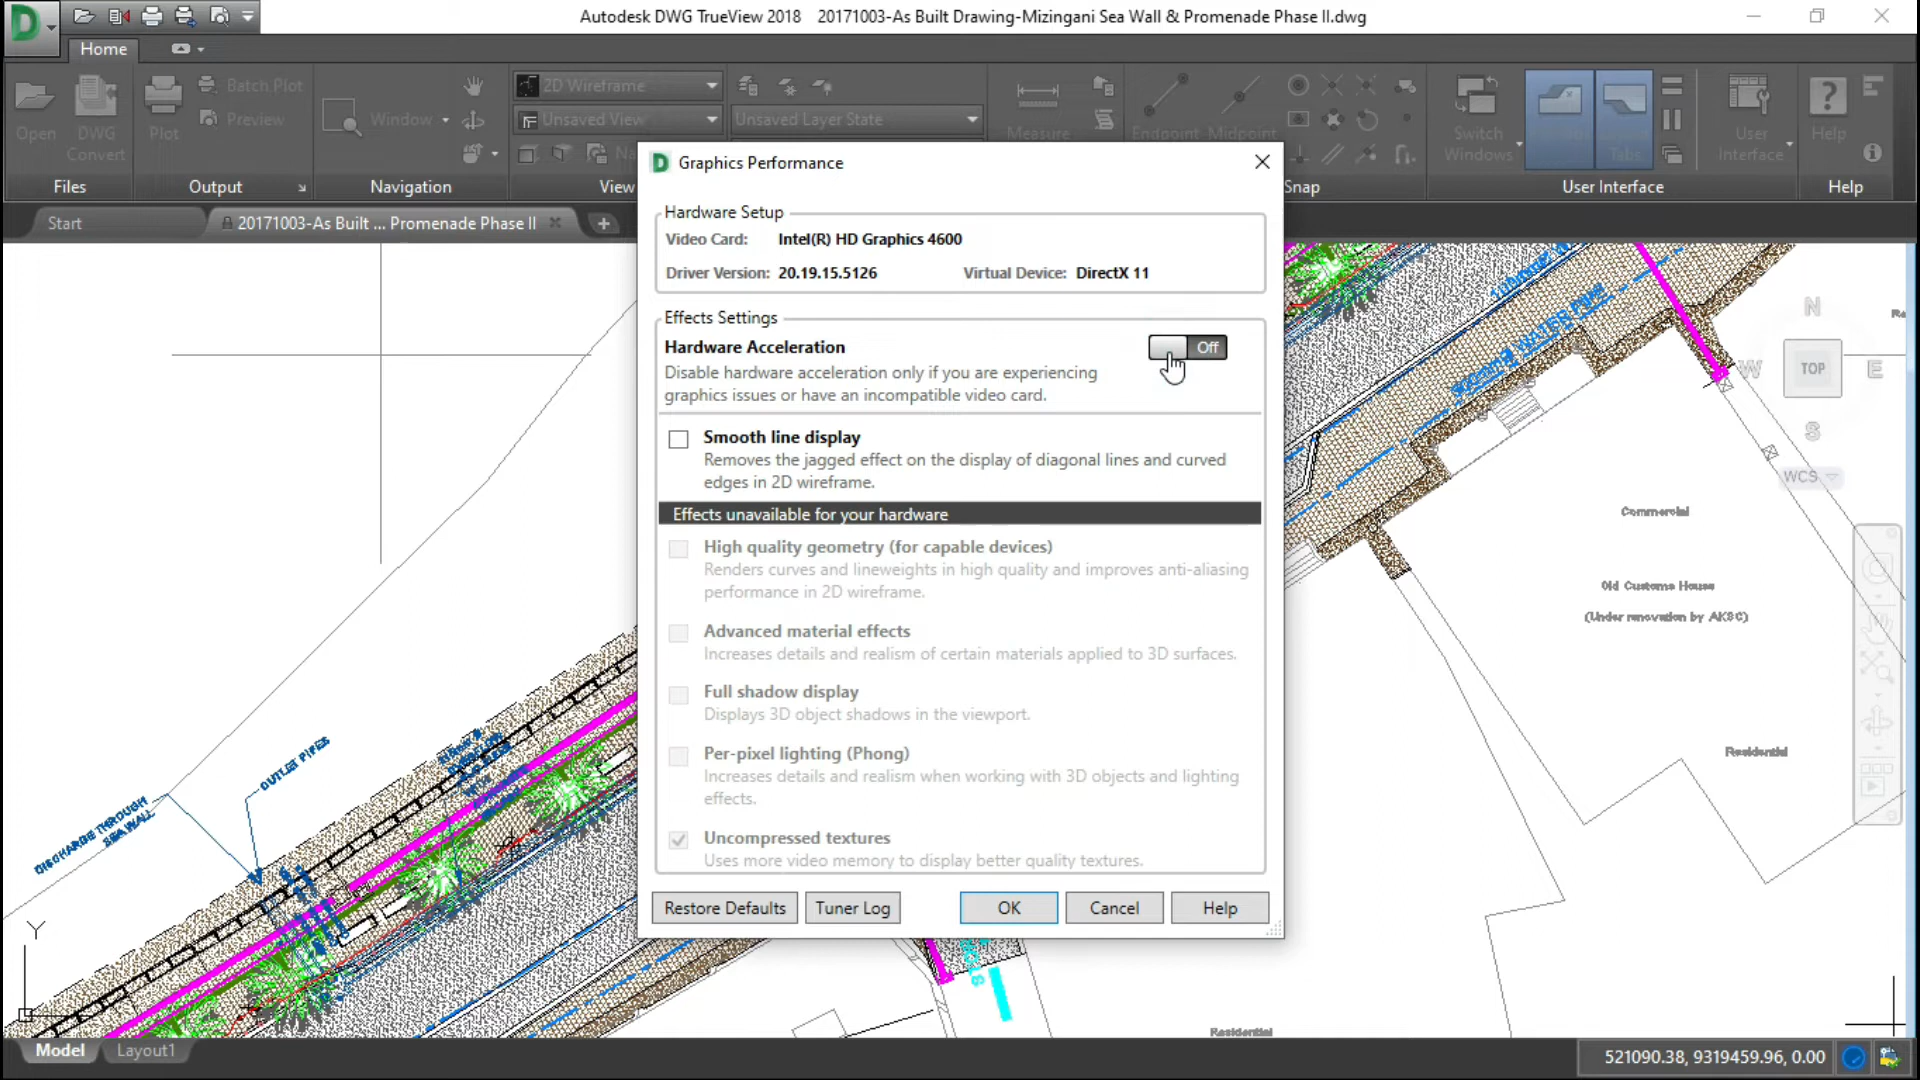 Autodesk DWG TrueView 2018 20171003-As Built Drawing-Mizingani Sea Wall & Promenade Phase II.dwg
Home
Open
DWG Convert
Plot
Batch Plot
Preview
Window
2D Wireframe
Unsaved View
Unsaved Layer State
Measure
Endpoint
Midpoint
Switch Windows
Tabs
User Interface
Help
Files
Output
Navigation
View
Snap
User Interface
Help
Start
20171003-As Built ... Promenade Phase II
Graphics Performance
Hardware Setup
Video Card: Intel(R) HD Graphics 4600
Driver Version: 20.19.15.5126 Virtual Device: DirectX 11
Effects Settings
Hardware Acceleration
Off
Disable hardware acceleration only if you are experiencing
graphics issues or have an incompatible video card.
Smooth line display
Removes the jagged effect on the display of diagonal lines and curved
edges in 2D wireframe.
Effects unavailable for your hardware
High quality geometry (for capable devices)
Renders curves and lineweights in high quality and improves anti-aliasing
performance in 2D wireframe.
Advanced material effects
Increases details and realism of certain materials applied to 3D surfaces.
Full shadow display
Displays 3D object shadows in the viewport.
Per-pixel lighting (Phong)
Increases details and realism when working with 3D objects and lighting
effects.
Uncompressed textures
Uses more video memory to display better quality textures.
Restore Defaults
Tuner Log
OK
Cancel
Help
WATER PIPE
N
W
TOP
E
S
WCS
Commercial
Old Customs House
(Under renovation by AKSC)
Residential
OUTLET PIPES
DISCHARGE THROUGH
SEA WALL
Y
Residential
Model
Layout1
521090.38, 9319459.96, 0.00